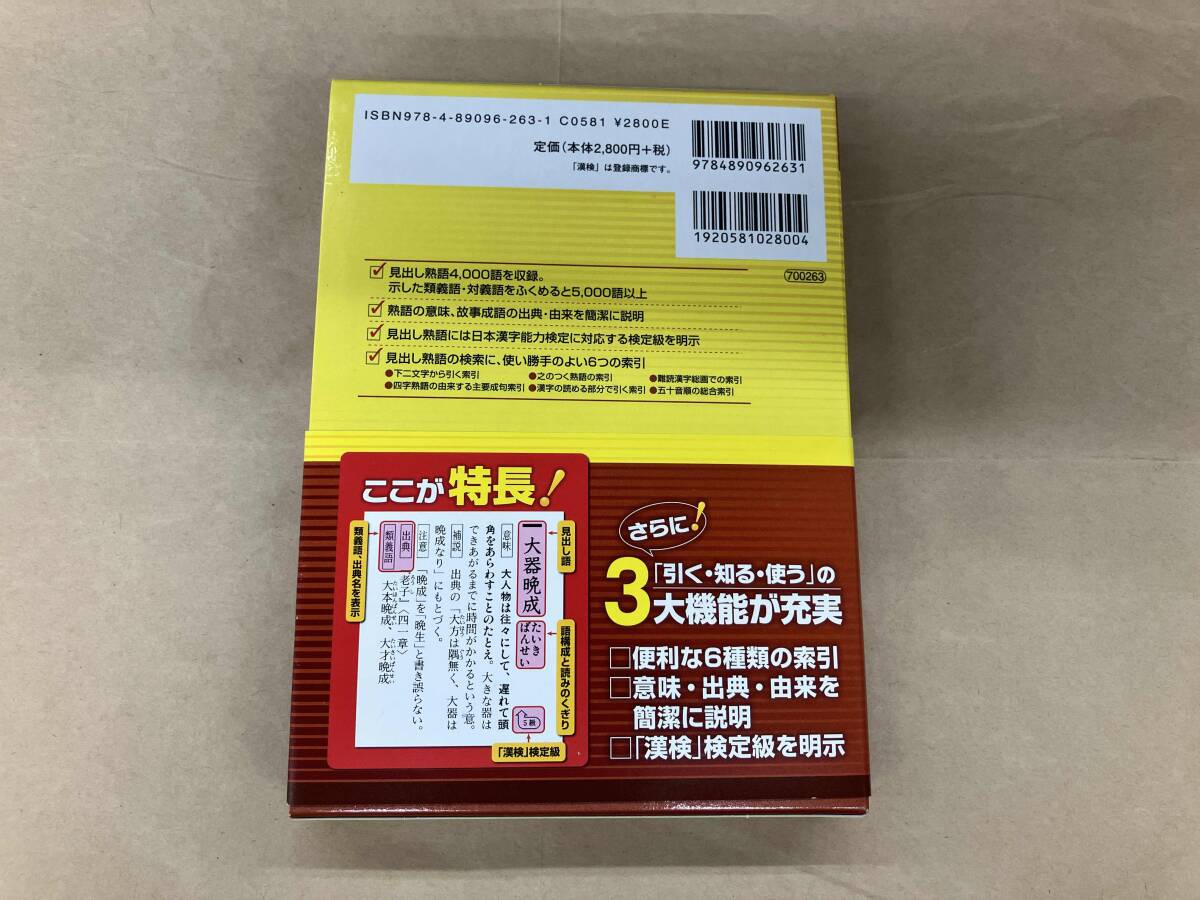 ISBN978-4-89096-263-1 C0581 ¥2800E
定価(本体2,800円+税)
「漢検」は登録商標です。
9784890962631
1920581028004
700263
見出し熟語4,000語を収録。
示した類義語・対義語をふくめると5,000語以上
熟語の意味、故事成語の出典・由来を簡潔に説明
見出し熟語には日本漢字能力検定に対応する検定級を明示
見出し熟語の検索に、使い勝手のよい6つの索引
●下二文字から引く索引 ●之のつく熟語の索引 ●難読漢字総画での索引
●四字熟語の由来する主要成句索引 ●漢字の読める部分で引く索引 ●五十音順の総合索引
ここが特長!
見出し語
大器晩成
たいき
ばんせい
5級
語構成と読みのくぎり
「漢検」検定級
意味 大人物は往々にして、遅れて頭
角をあらわすことのたとえ。大きな器は
できあがるまでに時間がかかるという意。
補説 出典の「大方は隅無く、大器は
晩成なり」にもとづく。
注意 「晩成」を「晩生」と書き誤らない。
出典 『老子』〈四一章〉
類義語 大本晩成、大才晩成
たいほんばんせい たいさいばんせい
類義語、出典名を表示
さらに!
「引く・知る・使う」の
3大機能が充実
□便利な6種類の索引
□意味・出典・由来を
簡潔に説明
□「漢検」検定級を明示